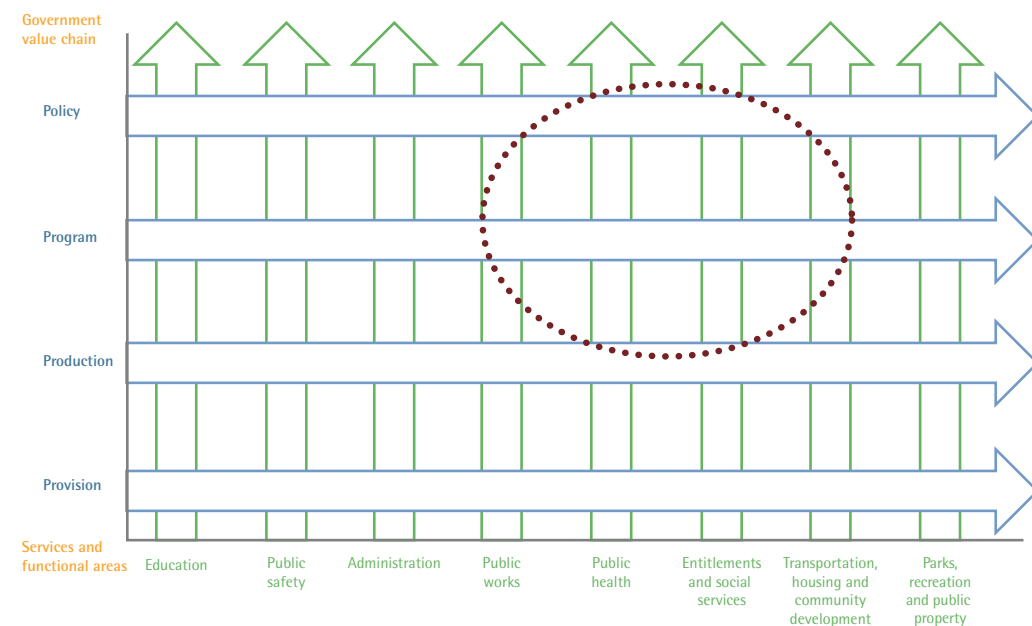 Government
value chain
Policy
Program
Production
Provision
Services and
functional areas
Education
Public
safety
Administration
Public
works
Public
health
Entitlements
and social
services
Transportation,
housing and
community
development
Parks,
recreation
and public
property